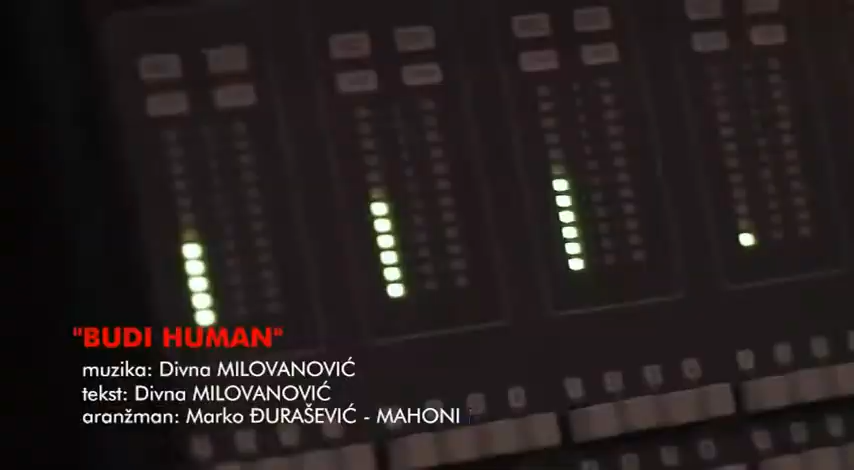 "BUDI HUMAN"
muzika: Divna MILOVANOVIĆ
tekst: Divna MILOVANOVIĆ
aranžman: Marko ĐURAŠEVIĆ - MAHONI